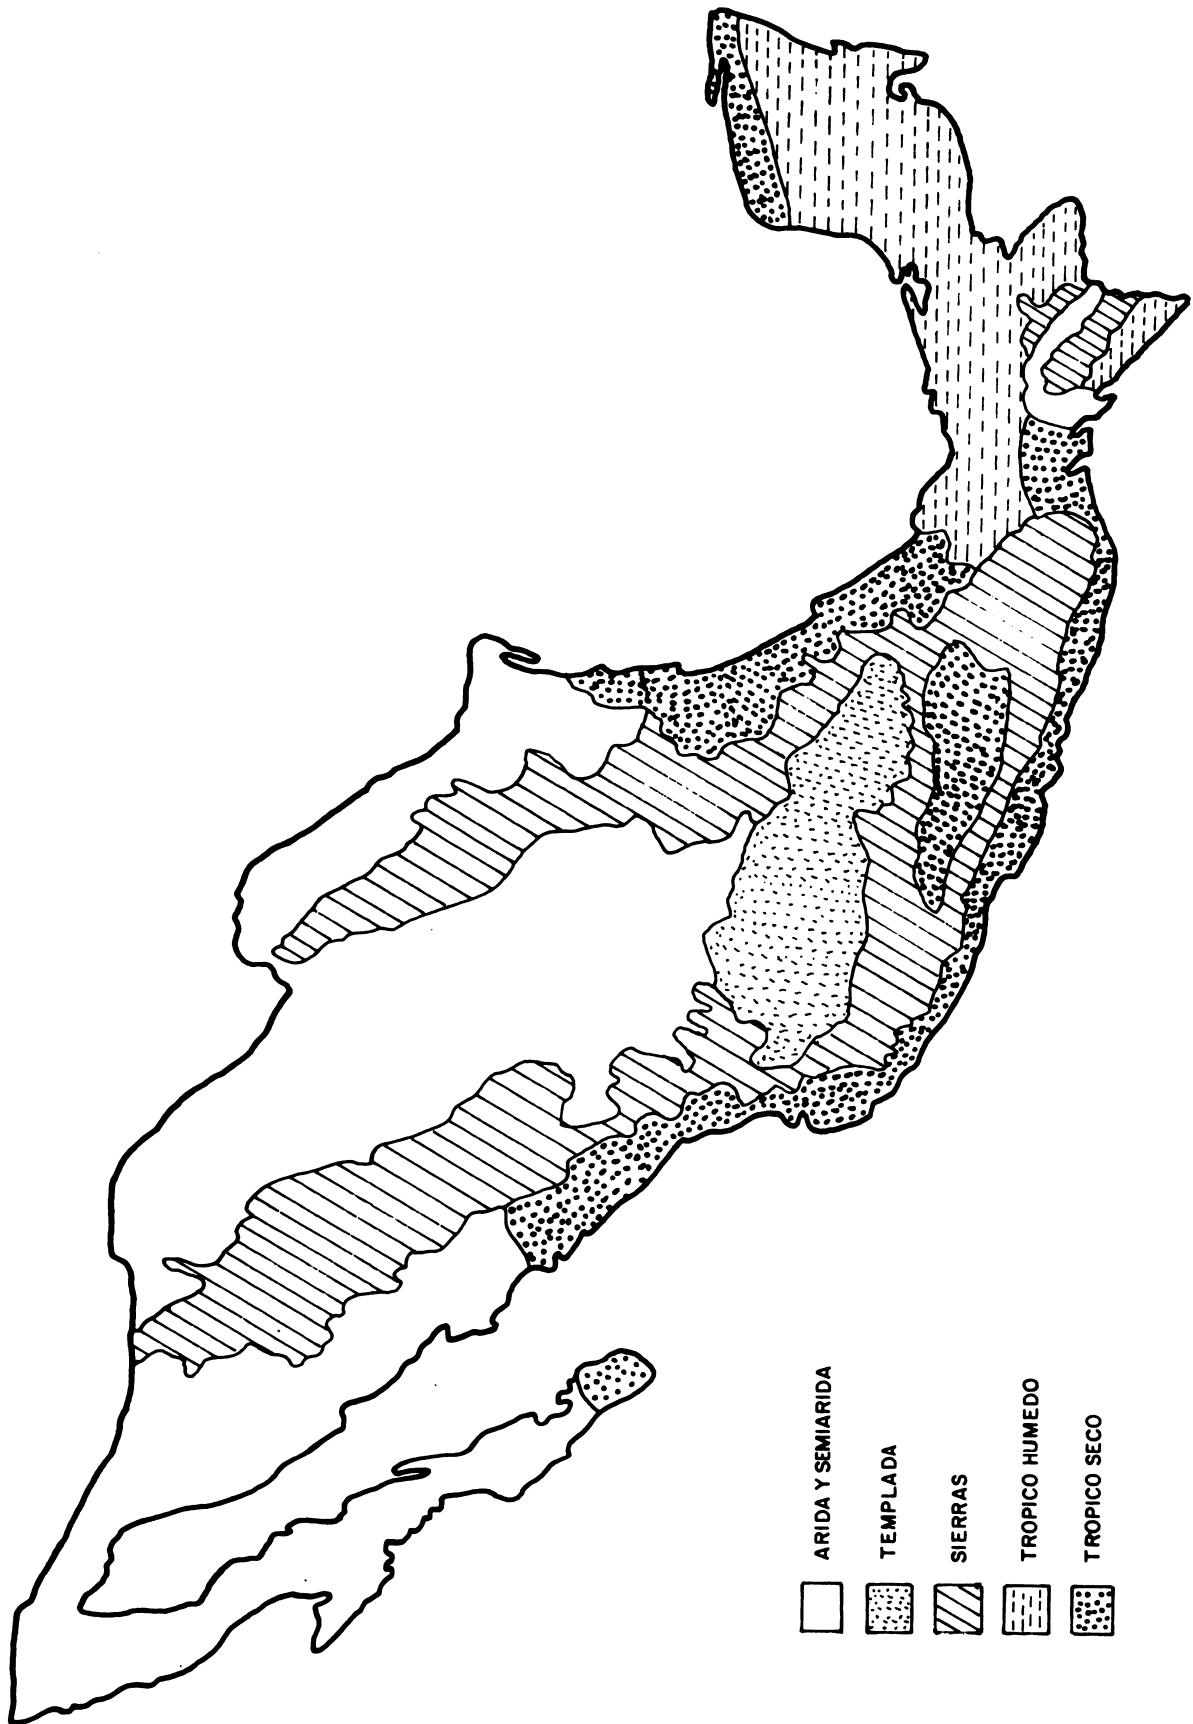 ARIDA Y SEMIARIDA
TEMPLADA
SIERRAS
TROPICO HUMEDO
TROPICO SECO